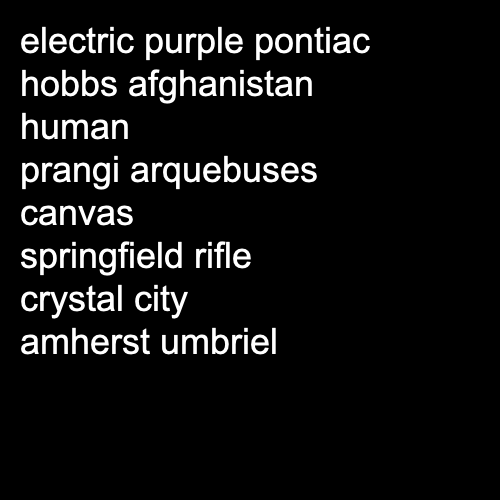 electric purple pontiac
hobbs afghanistan
human
prangi arquebuses
canvas
springfield rifle
crystal city
amherst umbriel